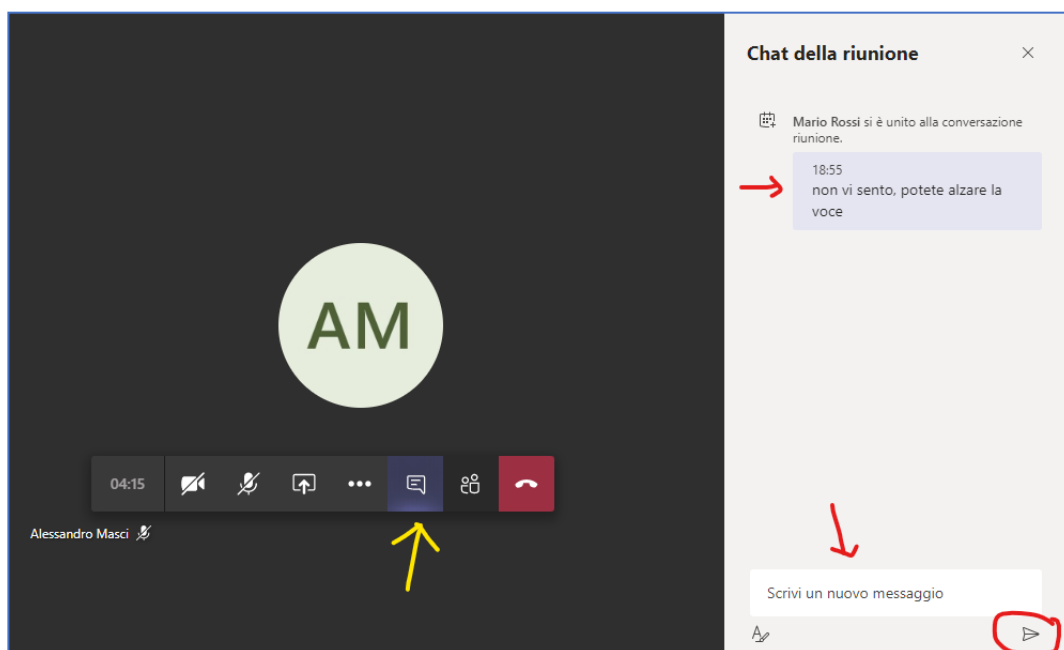 Chat della riunione
Mario Rossi si è unito alla conversazione
riunione.
18:55
non vi sento, potete alzare la
voce
AM
04:15
Alessandro Masci
Scrivi un nuovo messaggio